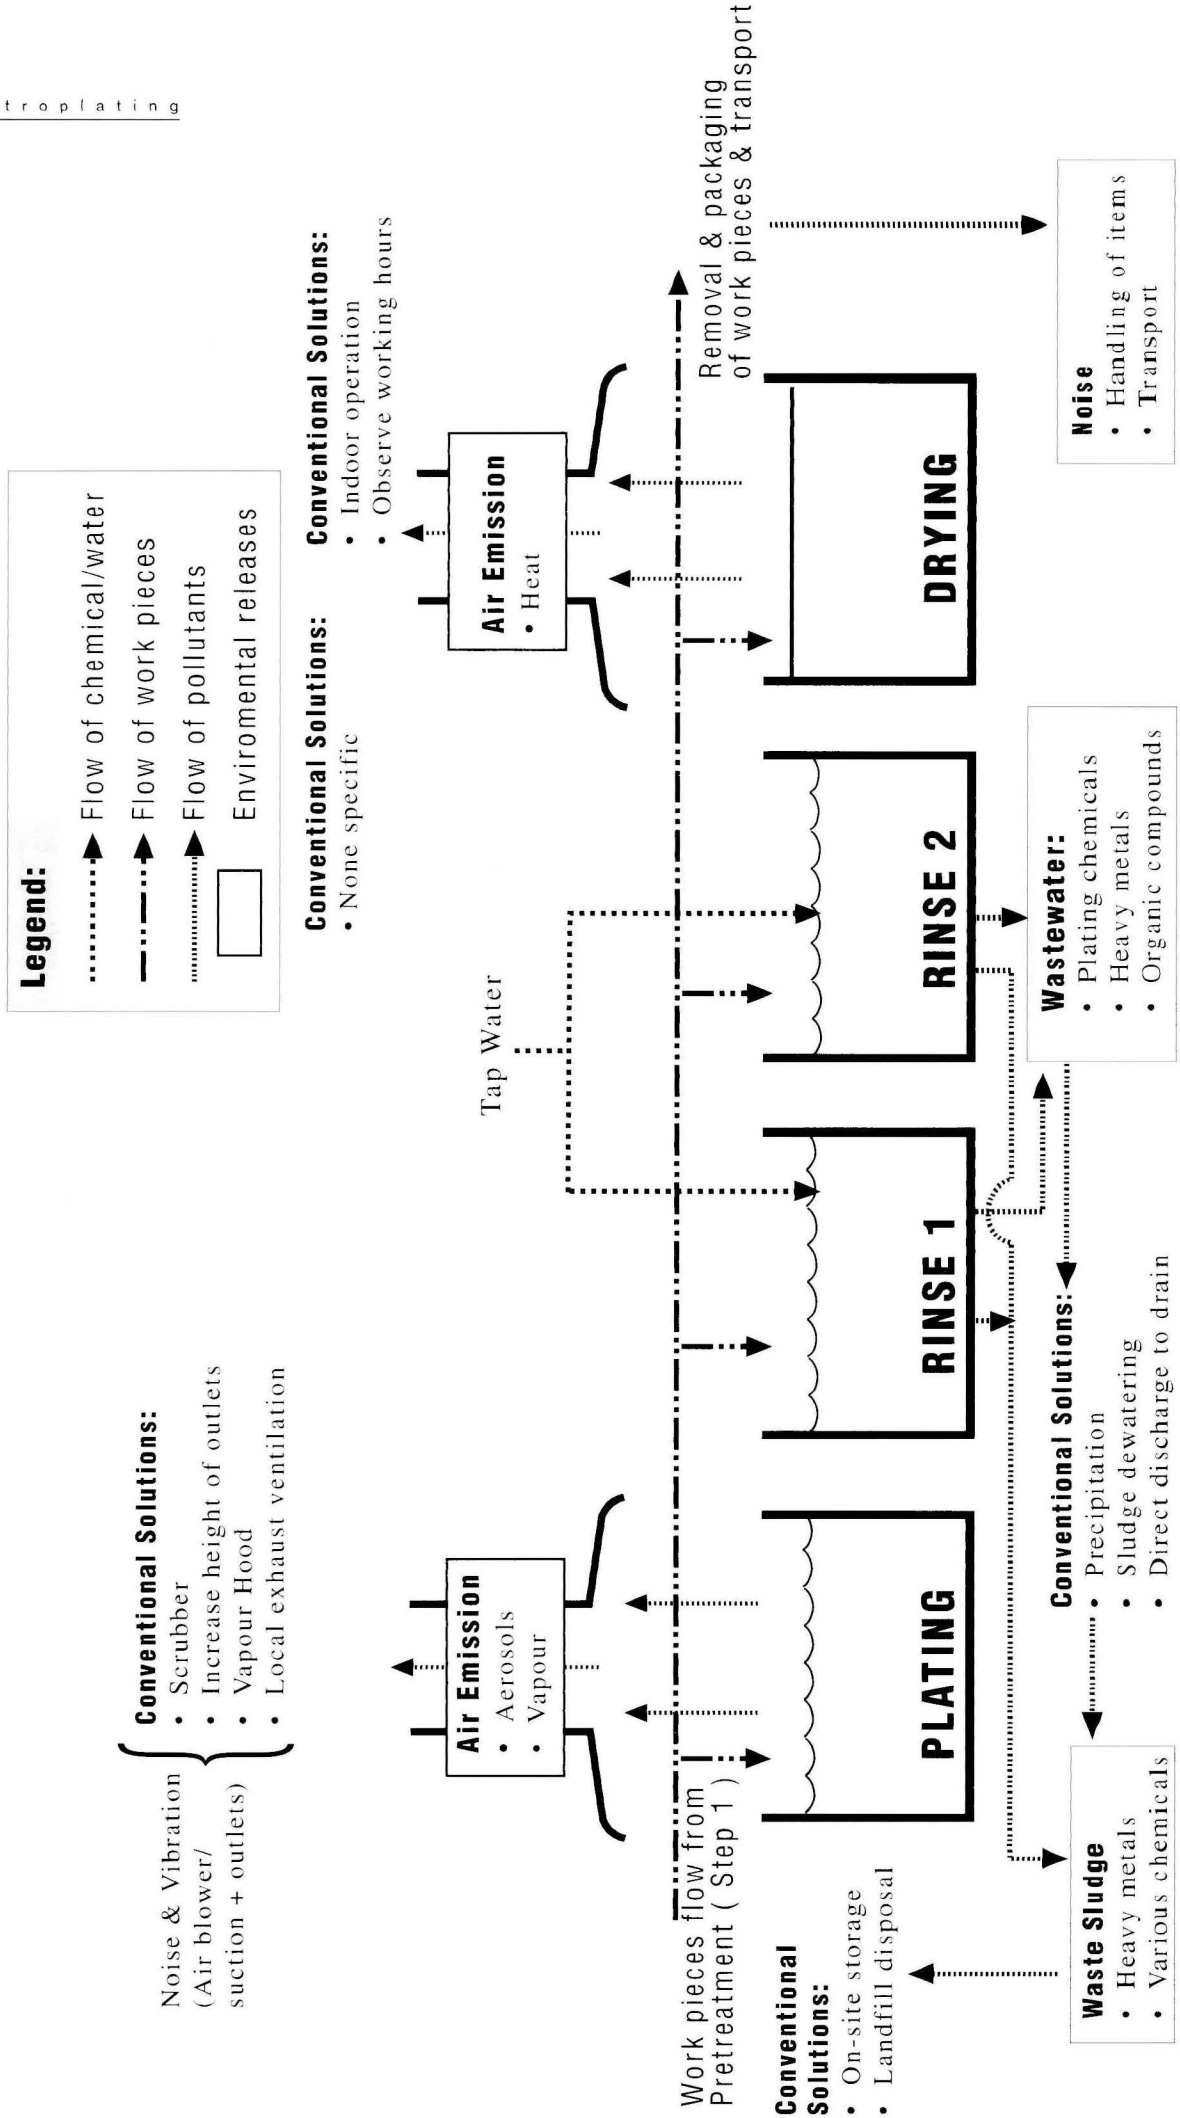 troplating
Legend:
Flow of chemical/water
Flow of work pieces
Flow of pollutants
Enviromental releases
Noise & Vibration
(Air blower/
suction + outlets)
Conventional Solutions:
• Scrubber
• Increase height of outlets
• Vapour Hood
• Local exhaust ventilation
Conventional Solutions:
• None specific
Conventional Solutions:
• Indoor operation
• Observe working hours
Air Emission
• Aerosols
• Vapour
Tap Water
Air Emission
• Heat
Work pieces flow from
Pretreatment ( Step 1 )
Removal & packaging
of work pieces & transport
PLATING
RINSE 1
RINSE 2
DRYING
Conventional
Solutions:
• On-site storage
• Landfill disposal
Waste Sludge
• Heavy metals
• Various chemicals
Conventional Solutions:
• Precipitation
• Sludge dewatering
• Direct discharge to drain
Wastewater:
• Plating chemicals
• Heavy metals
• Organic compounds
Noise
• Handling of items
• Transport